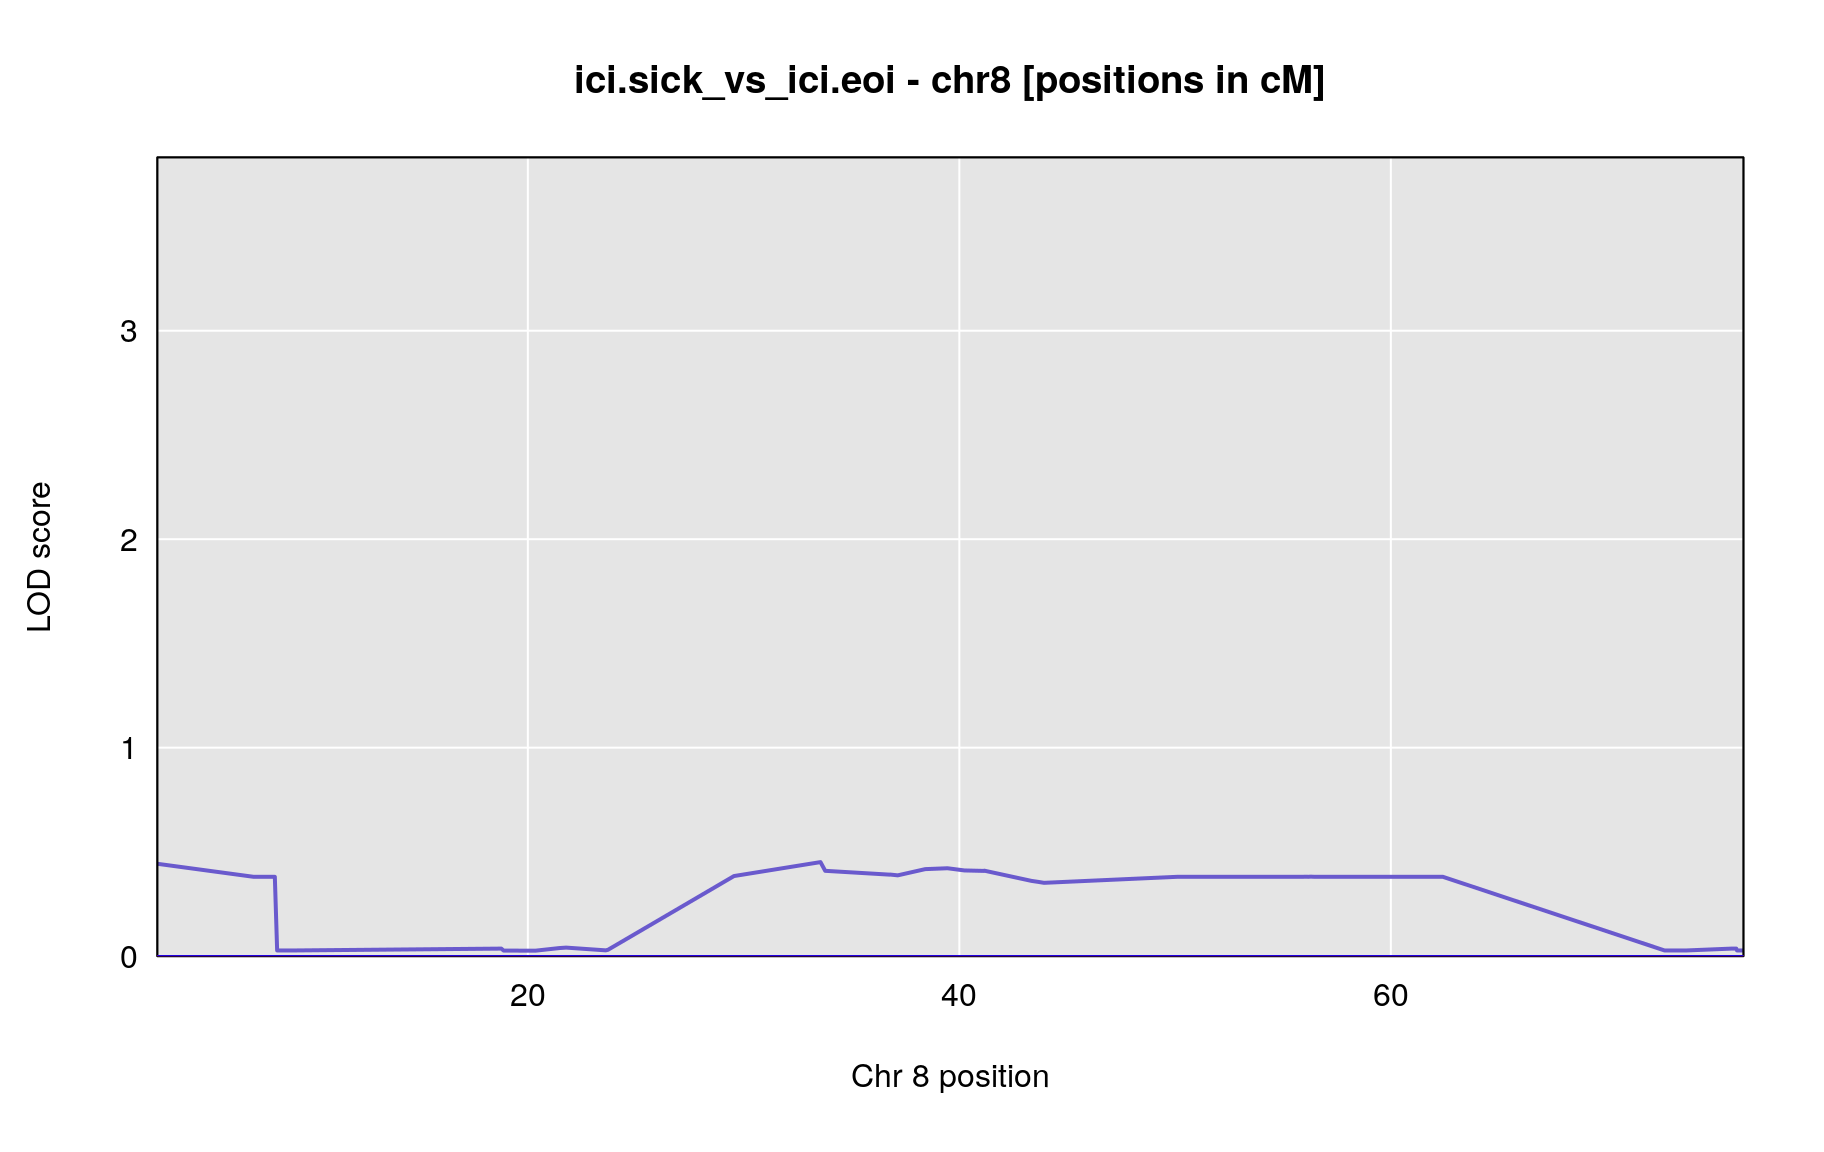 ici.sick_vs_ici.eoi - chr8 [positions in cM]
LOD score
3
2
1
0
20 40 60
Chr 8 position